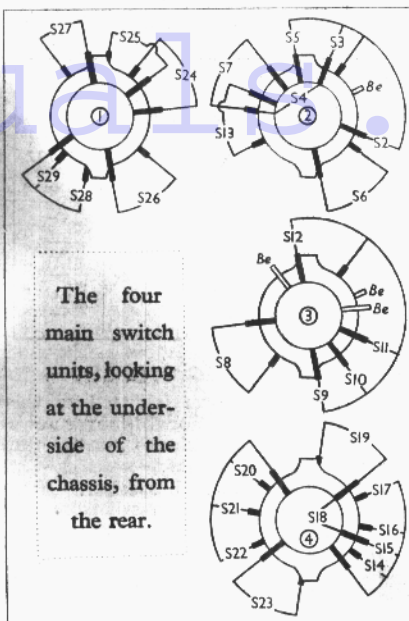 S27
S25
S24
1
S29
S28
S26
S5
S3
S7
S4
Be
2
S13
S2
S6
S12
Be
Be
Be
3
S8
S11
S10
S9
The four
main switch
units, looking
at the under-
side of the
chassis, from
the rear.
S19
S20
S17
S21
S18
S16
S15
S22
S14
4
S23
uals.